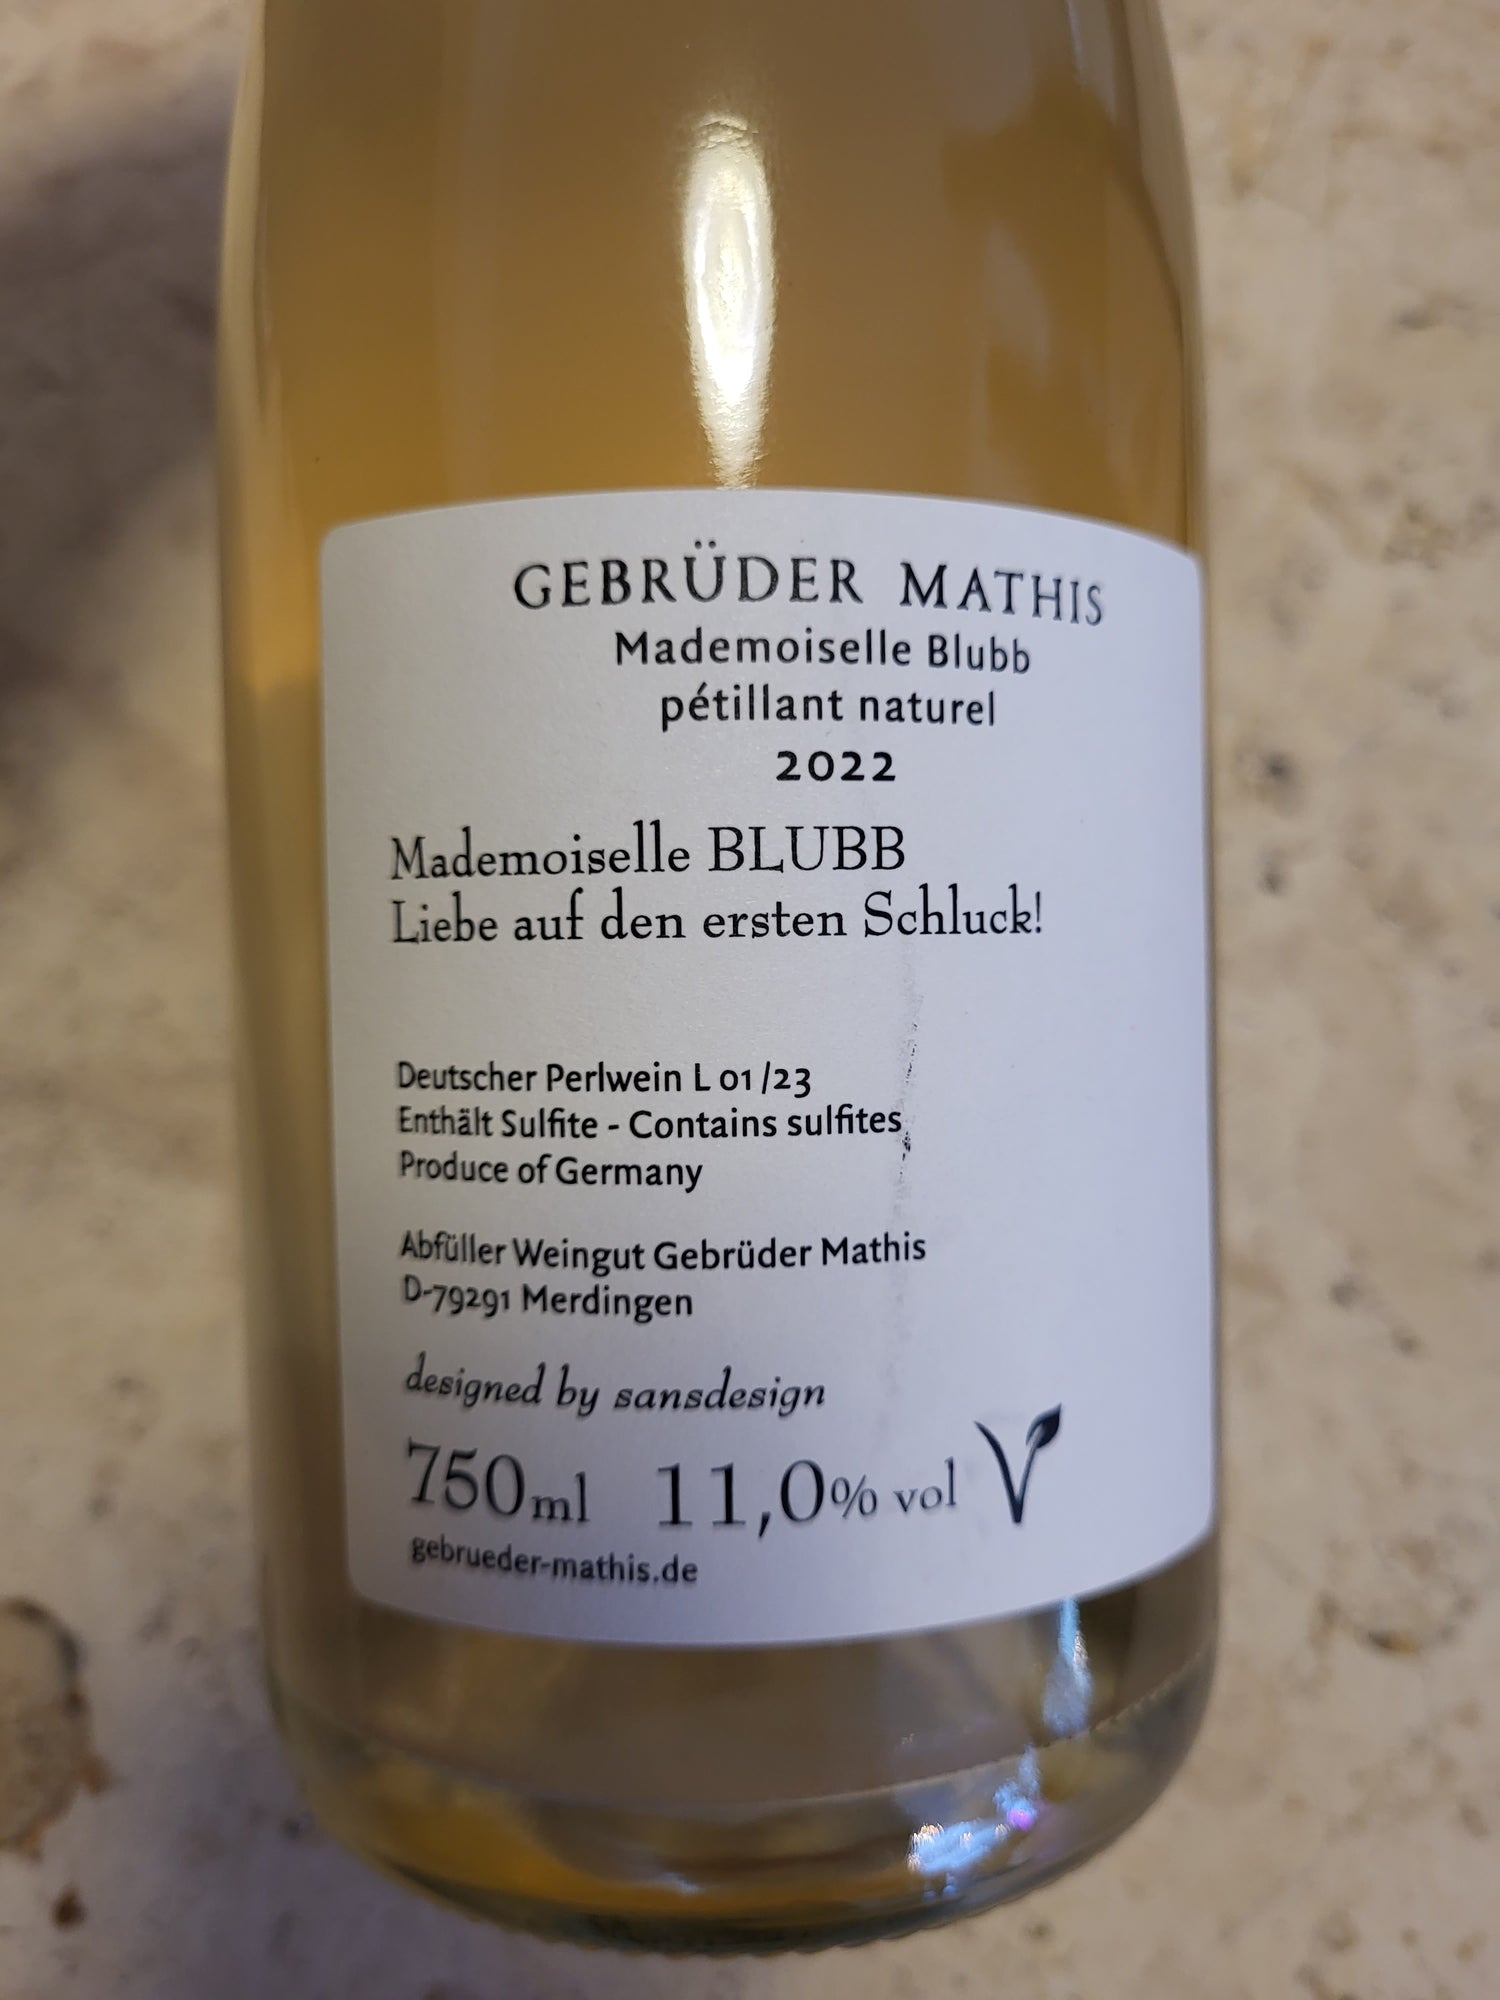 GEBRÜDER MATHIS
Mademoiselle Blubb
pétillant naturel
2022
Mademoiselle BLUBB
Liebe auf den ersten Schluck!
Deutscher Perlwein L 01/23
Enthält Sulfite - Contains sulfites
Produce of Germany
Abfüller Weingut Gebrüder Mathis
D-79291 Merdingen
designed by sansdesign
750ml 11,0% vol V
gebrueder-mathis.de